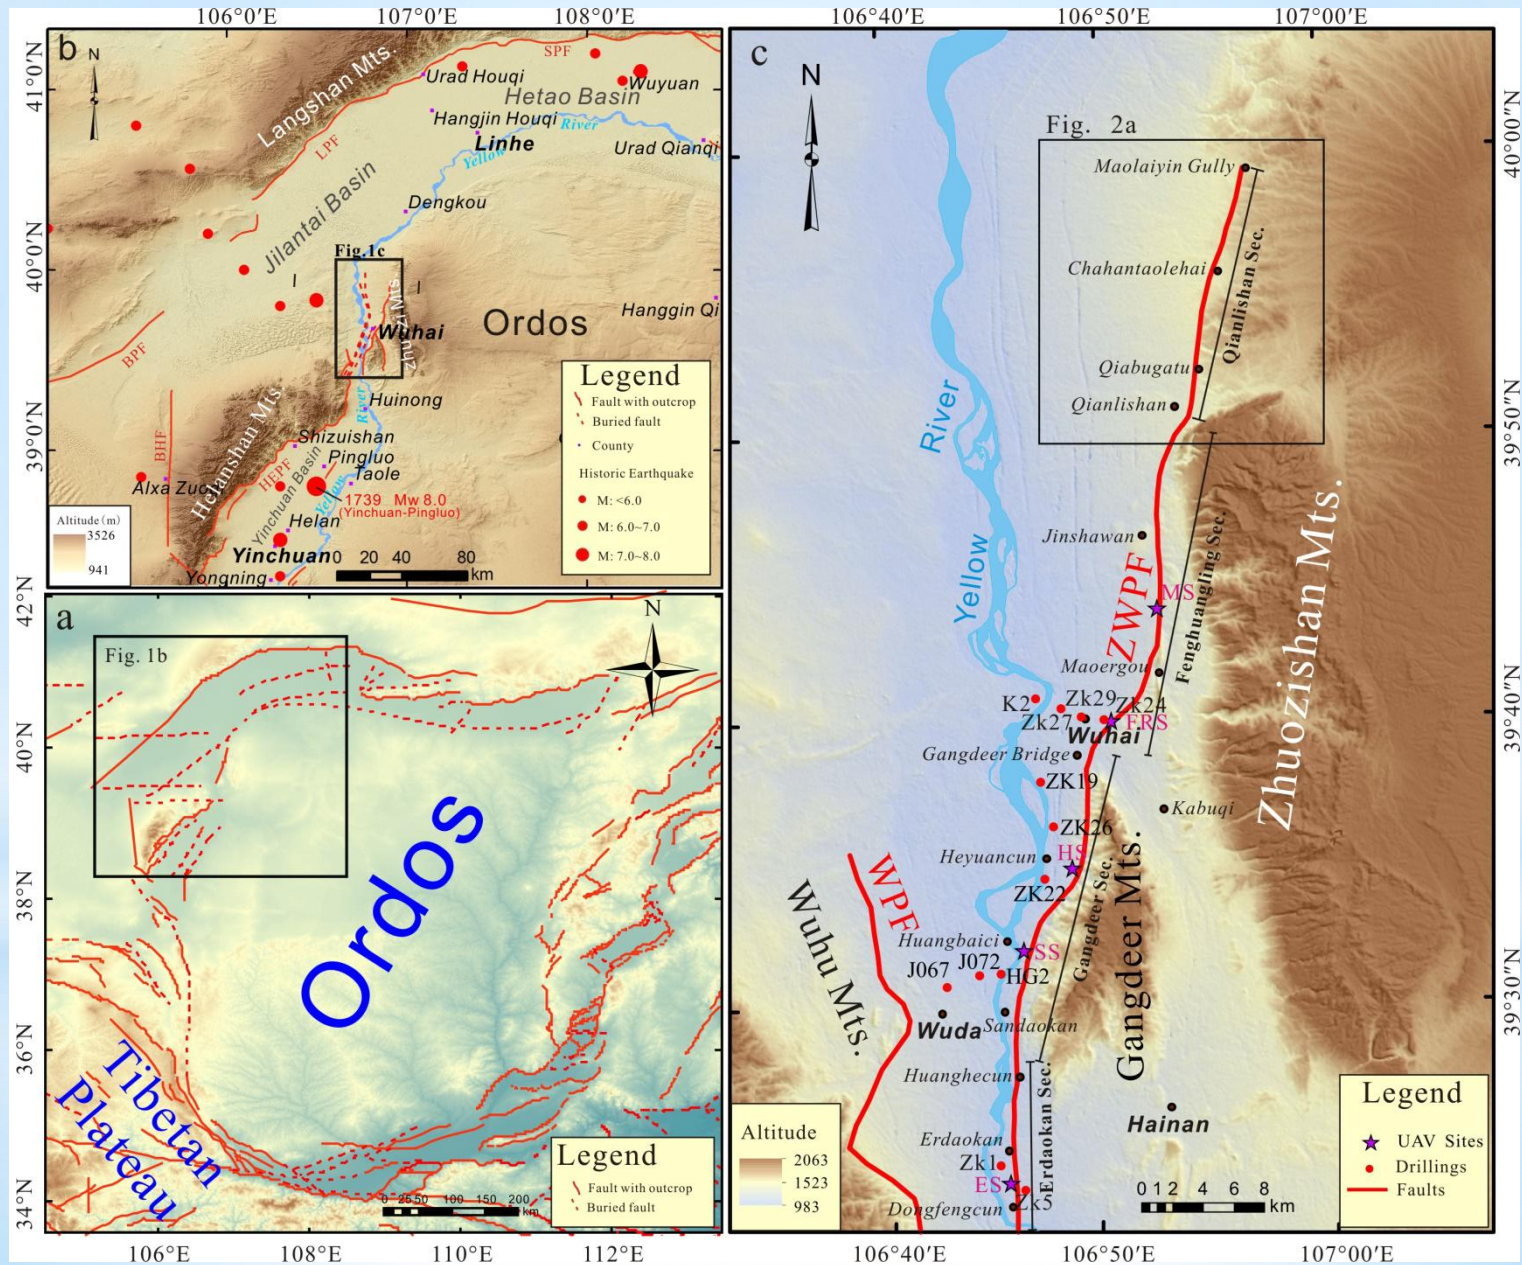 106°0′E
107°0′E
108°0′E
106°40′E
106°50′E
107°00′E
b
N
Langshan Mts.
SPF
Urad Houqi
Wuyuan
Hetao Basin
Hangjin Houqi
River
Linhe
Yellow
Urad Qianqi
LPF
Jilantai Basin
Dengkou
Fig.1c
Wuhai
Ordos
Hanggin Qi
BPF
Huinong
River
Helanshan Mts.
BHF
Shizuishan
Pingluo
Taole
HEPF
Yinchuan Basin
Yellow
1739 Mw8.0
(Yinchuan-Pingluo)
Helan
Yinchuan
Yongning
0 20 40 80
km
Altitude(m)
3526
941
Legend
Fault with outcrop
Buried fault
County
Historic Earthquake
M: <6.0
M: 6.0~7.0
M: 7.0~8.0
41°0′N
40°0′N
39°0′N
a
Fig. 1b
N
Ordos
Tibetan
Plateau
Legend
Fault with outcrop
Buried fault
0 25 50 100 150 200
km
42°N
40°N
38°N
36°N
34°N
106°E
108°E
110°E
112°E
c
N
Fig. 2a
Maolaiyin Gully
Chahantaolehai
Qianlishan Sec.
Qiabugatu
Qianlishan
River
Jinshawan
Yellow
ZWPF
MS
Fenghuangling Sec.
Maoergou
Zhuozishan Mts.
K2
Zk29
Zk24
Zk27
FRS
Wuhai
Gangdeer Bridge
ZK19
Kabuqi
ZK26
HS
Heyuancun
ZK22
WPF
Wuhu Mts.
Gangdeer Sec.
Gangdeer Mts.
Huangbaici
SS
J072
J067
HG2
Wuda
Sandaokan
Huanghecun
Erdaokan Sec.
Hainan
Erdaokan
Zk1
ES
Zk5
Dongfengcun
Altitude
2063
1523
983
0 1 2 4 6 8
km
Legend
UAV Sites
Drillings
Faults
40°00″N
39°50″N
39°40″N
39°30″N
106°40′E
106°50′E
107°00′E